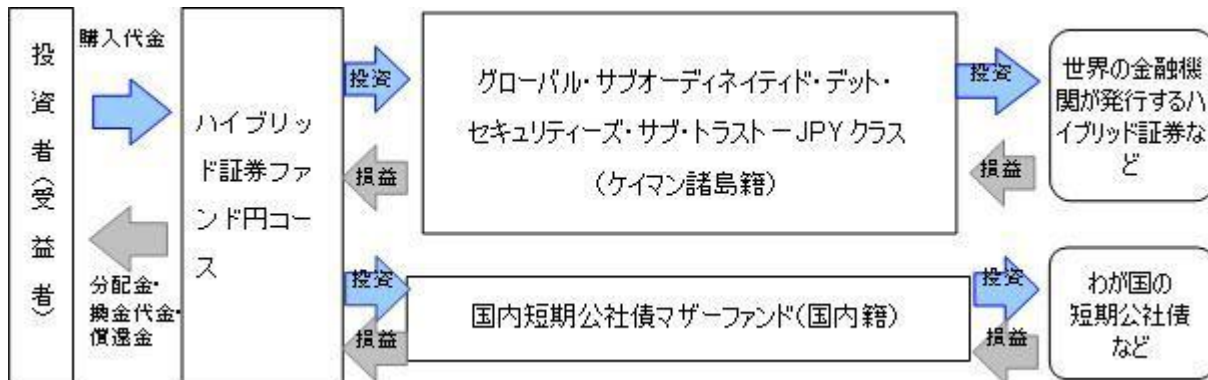 投資者(受益者)
購入代金
分配金・
換金代金・
償還金
ハイブリッ
ド証券ファ
ンド円コー
ス
投資
損益
グローバル・サブオーディネイティド・デット・
セキュリティーズ・サブ・トラスト－JPYクラス
(ケイマン諸島籍)
投資
損益
世界の金融機
関が発行するハ
イブリッド証券な
ど
投資
損益
国内短期公社債マザーファンド(国内籍)
投資
損益
わが国の
短期公社債
など